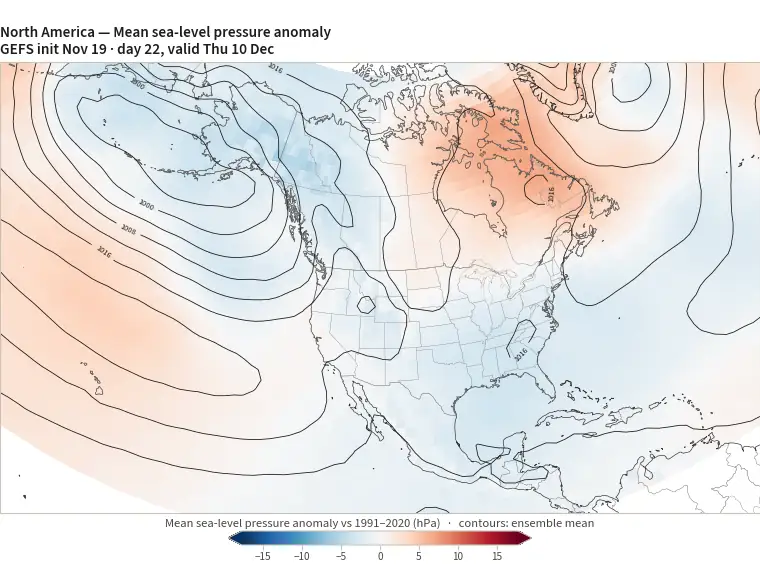 North America — Mean sea-level pressure anomaly
GEFS init Nov 19 · day 22, valid Thu 10 Dec
1016
1000
1016
1000
1008
1016
1016
Mean sea-level pressure anomaly vs 1991–2020 (hPa) · contours: ensemble mean
−15 −10 −5 0 5 10 15